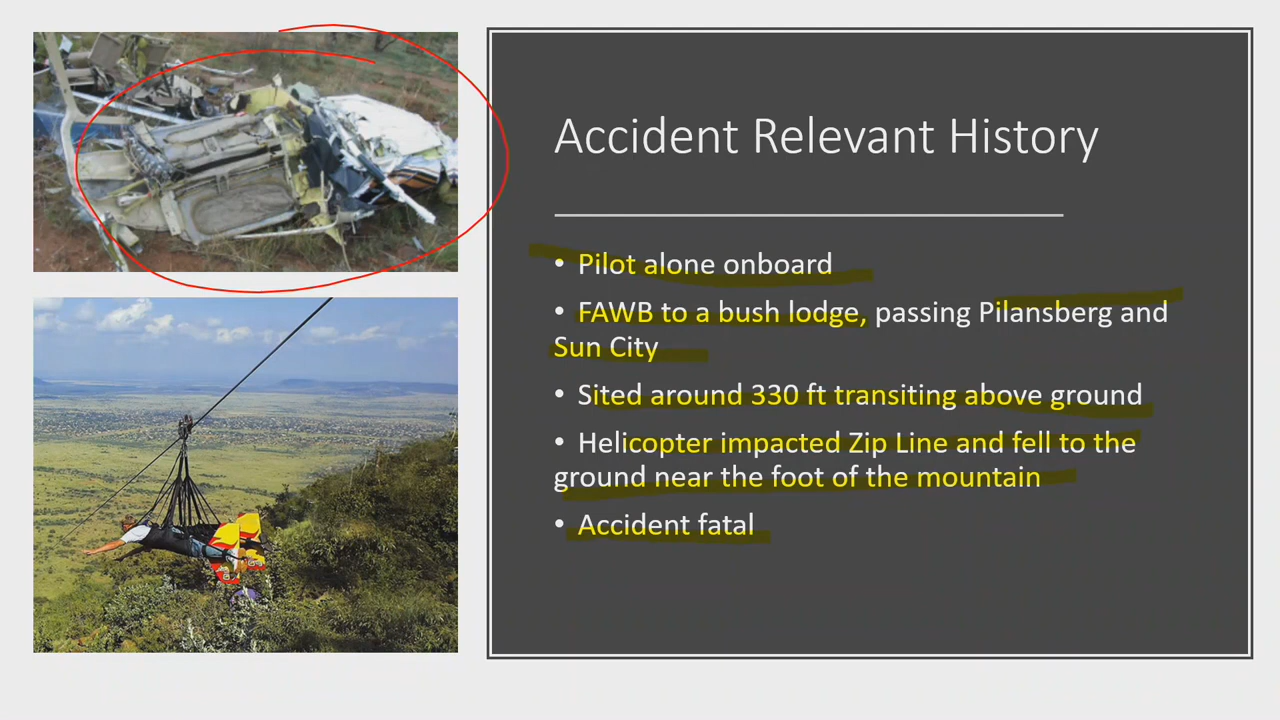 Accident Relevant History
• Pilot alone onboard
• FAWB to a bush lodge, passing Pilansberg and
Sun City
• Sited around 330 ft transiting above ground
• Helicopter impacted Zip Line and fell to the
ground near the foot of the mountain
• Accident fatal